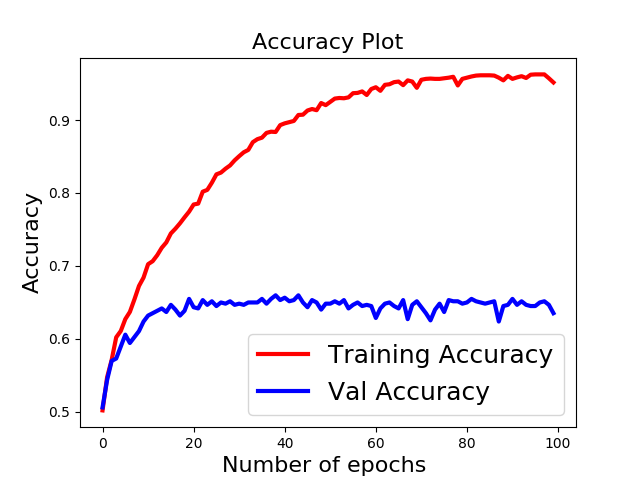 Accuracy Plot
Accuracy
0.9
0.8
0.7
0.6
0.5
Training Accuracy
Val Accuracy
0 20 40 60 80 100
Number of epochs